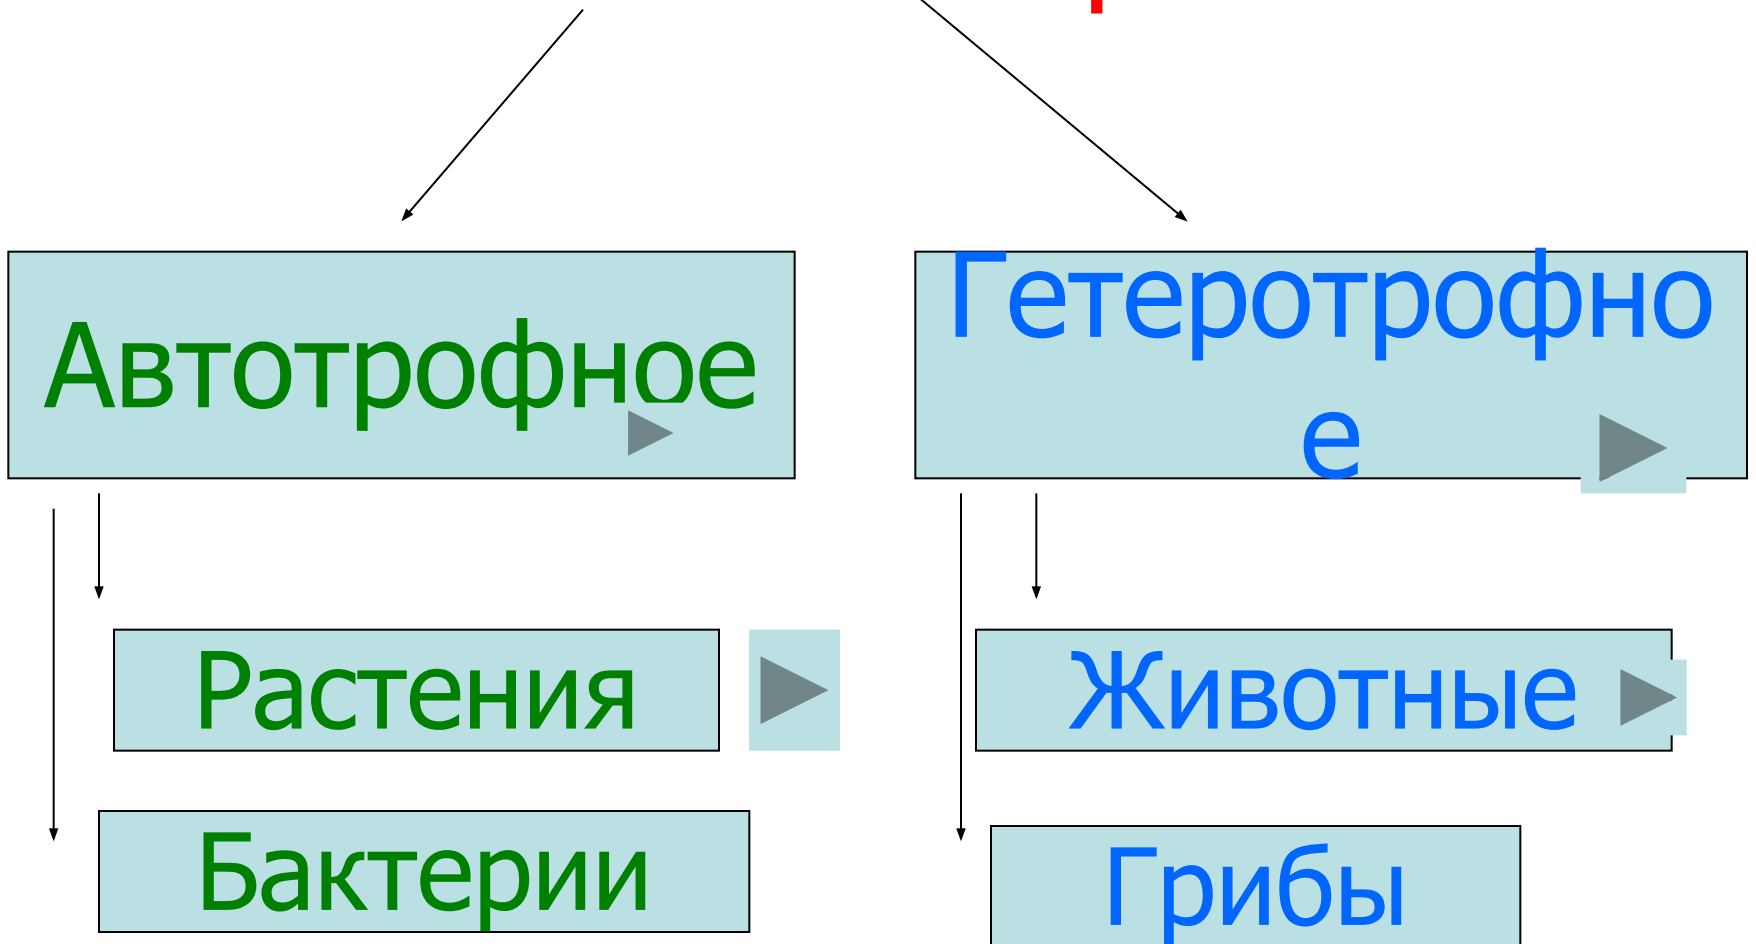 Автотрофное
Гетеротрофно
е
Растения
Животные
Бактерии
Грибы